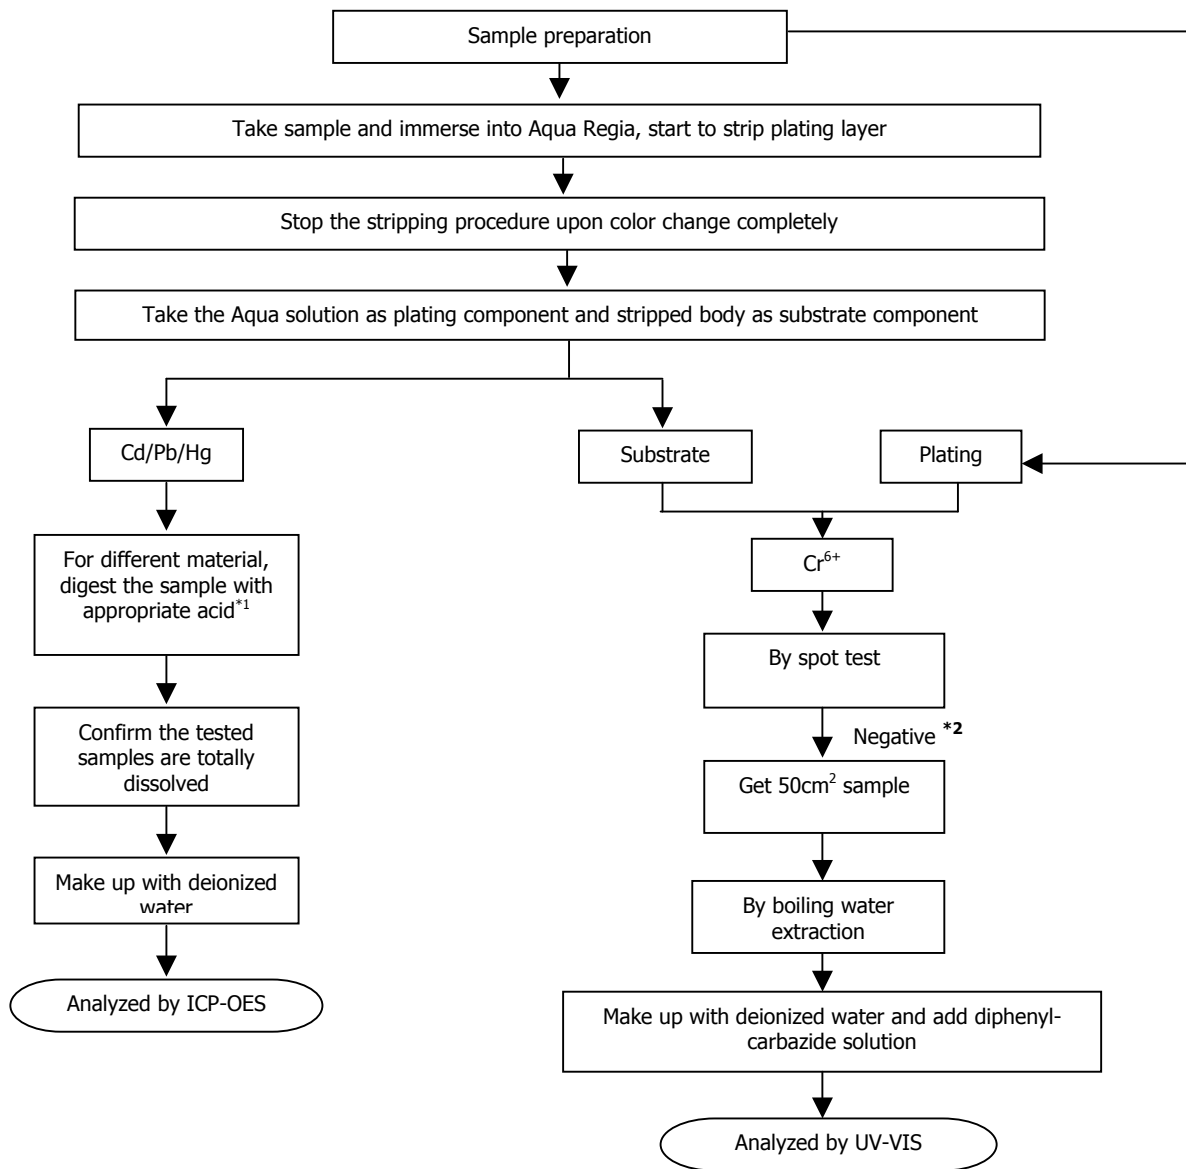 Sample preparation
Take sample and immerse into Aqua Regia, start to strip plating layer
Stop the stripping procedure upon color change completely
Take the Aqua solution as plating component and stripped body as substrate component
Cd/Pb/Hg
For different material,
digest the sample with
appropriate acid*1
Confirm the tested
samples are totally
dissolved
Make up with deionized
water
Analyzed by ICP-OES
Substrate
Plating
Cr6+
By spot test
Negative *2
Get 50cm2 sample
By boiling water
extraction
Make up with deionized water and add diphenyl-
carbazide solution
Analyzed by UV-VIS